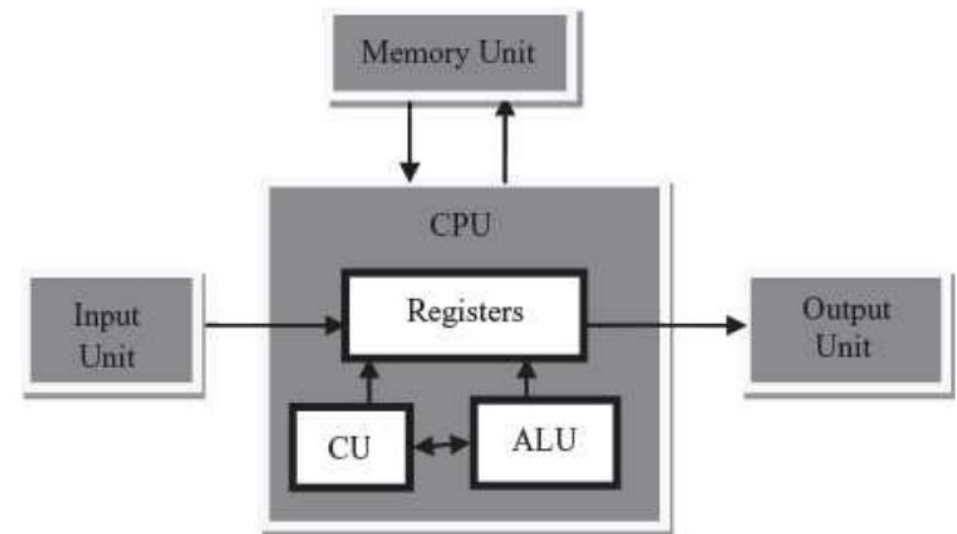 Memory Unit
CPU
Input
Unit
Registers
Output
Unit
CU
ALU